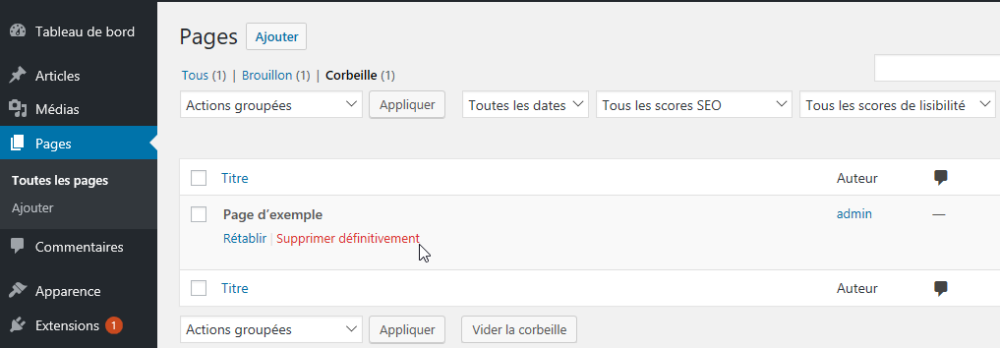 Tableau de bord
Articles
Médias
Pages
Toutes les pages
Ajouter
Commentaires
Apparence
Extensions 1
Pages Ajouter
Tous (1) | Brouillon (1) | Corbeille (1)
Actions groupées Appliquer Toutes les dates Tous les scores SEO Tous les scores de lisibilité
Titre Auteur
Page d’exemple admin —
Rétablir | Supprimer définitivement
Titre Auteur
Actions groupées Appliquer Vider la corbeille